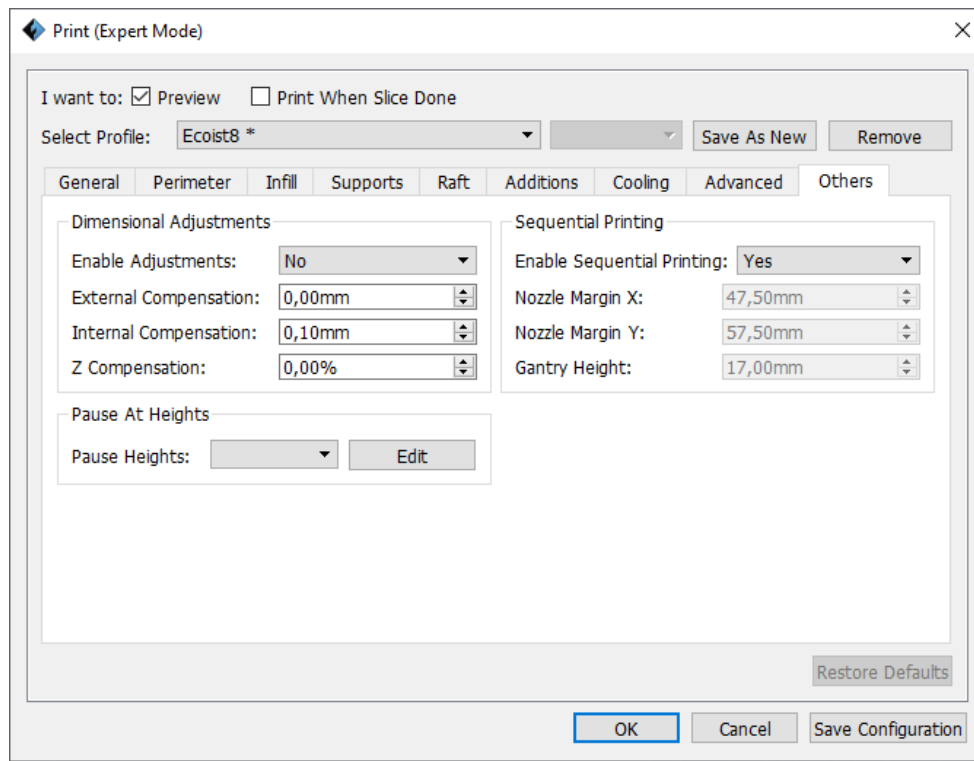 Print (Expert Mode)
I want to: Preview Print When Slice Done
Select Profile: Ecoist8 * Save As New Remove
General Perimeter Infill Supports Raft Additions Cooling Advanced Others
Dimensional Adjustments
Enable Adjustments: No
External Compensation: 0,00mm
Internal Compensation: 0,10mm
Z Compensation: 0,00%
Sequential Printing
Enable Sequential Printing: Yes
Nozzle Margin X: 47,50mm
Nozzle Margin Y: 57,50mm
Gantry Height: 17,00mm
Pause At Heights
Pause Heights: Edit
Restore Defaults
OK Cancel Save Configuration